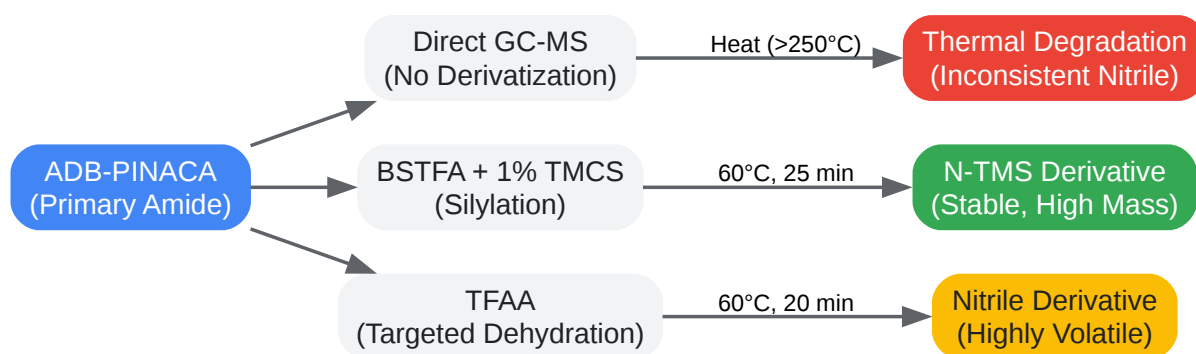 Direct GC-MS
(No Derivatization)
Heat (>250°C)
Thermal Degradation
(Inconsistent Nitrile)
ADB-PINACA
(Primary Amide)
BSTFA + 1% TMCS
(Silylation)
60°C, 25 min
N-TMS Derivative
(Stable, High Mass)
TFAA
(Targeted Dehydration)
60°C, 20 min
Nitrile Derivative
(Highly Volatile)